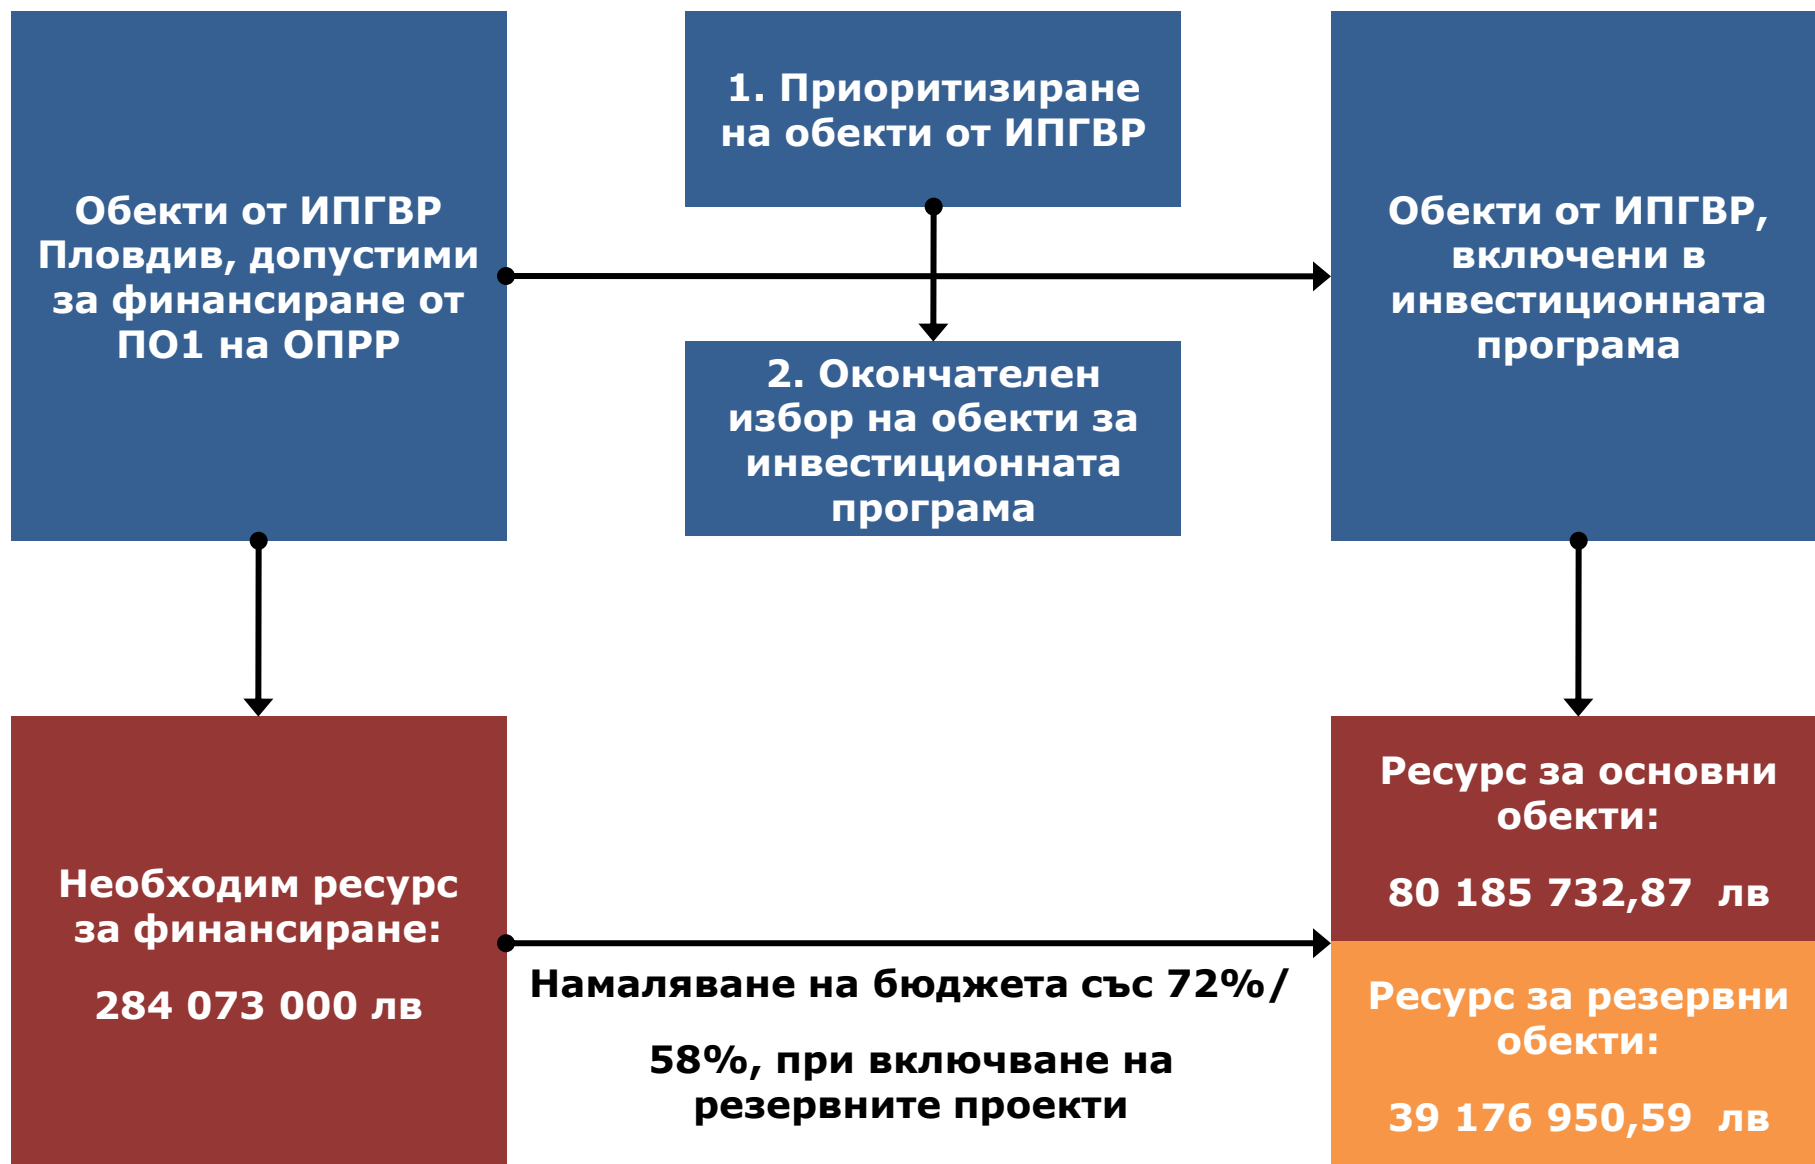 Обекти от ИПГВР
Пловдив, допустими
за финансиране от
ПО1 на ОПРР
1. Приоритизиране
на обекти от ИПГВР
2. Окончателен
избор на обекти за
инвестиционната
програма
Обекти от ИПГВР,
включени в
инвестиционната
програма
Необходим ресурс
за финансиране:
284 073 000 лв
Намаляване на бюджета със 72%/
58%, при включване на
резервните проекти
Ресурс за основни
обекти:
80 185 732,87 лв
Ресурс за резервни
обекти:
39 176 950,59 лв